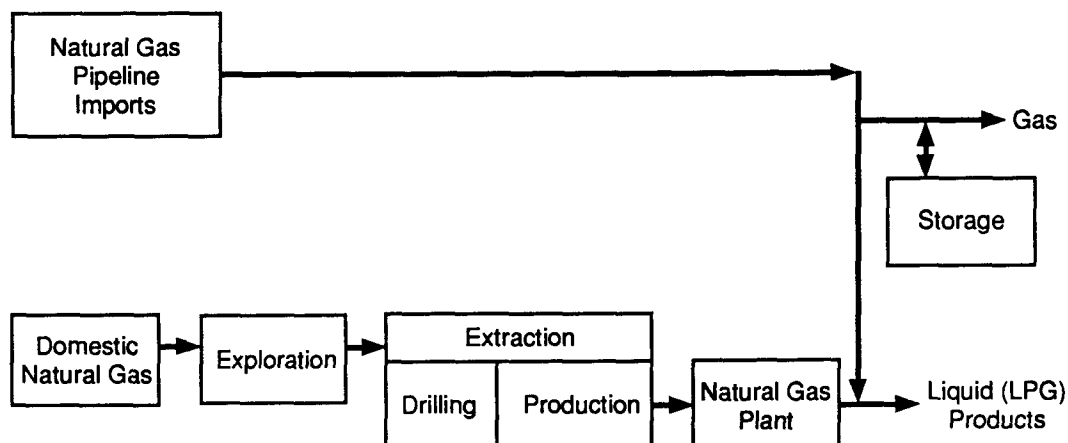 Natural Gas
Pipeline
Imports
Gas
Storage
Domestic
Natural Gas
Exploration
Extraction
Drilling
Production
Natural Gas
Plant
Liquid (LPG)
Products